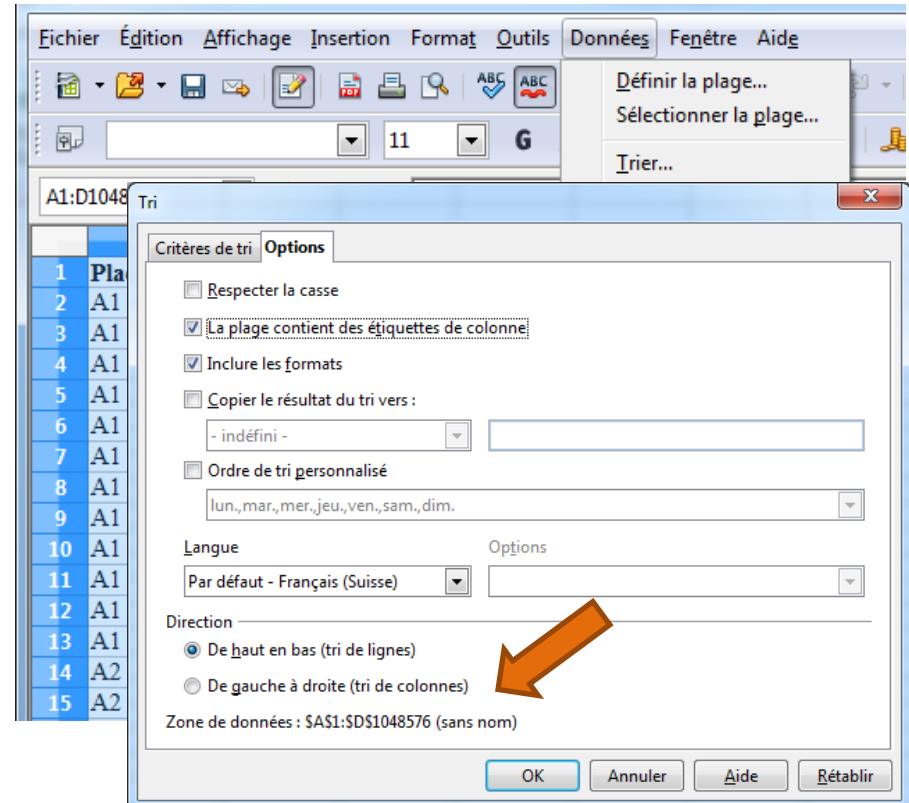 Fichier Édition Affichage Insertion Format Outils Données Fenêtre Aide
Définir la plage...
Sélectionner la plage...
Trier...
PDF
ABC
ABC
11
G
A1:D1048
Tri
Critères de tri Options
1
2 A1
3 A1
4 A1
5 A1
6 A1
7 A1
8 A1
9 A1
10 A1
11 A1
12 A1
13 A1
14 A2
15 A2
Respecter la casse
La plage contient des étiquettes de colonne
Inclure les formats
Copier le résultat du tri vers :
- indéfini -
Ordre de tri personnalisé
lun.,mar.,mer.,jeu.,ven.,sam.,dim.
Langue Options
Par défaut - Français (Suisse)
Direction
De haut en bas (tri de lignes)
De gauche à droite (tri de colonnes)
Zone de données : $A$1:$D$1048576 (sans nom)
OK Annuler Aide Rétablir